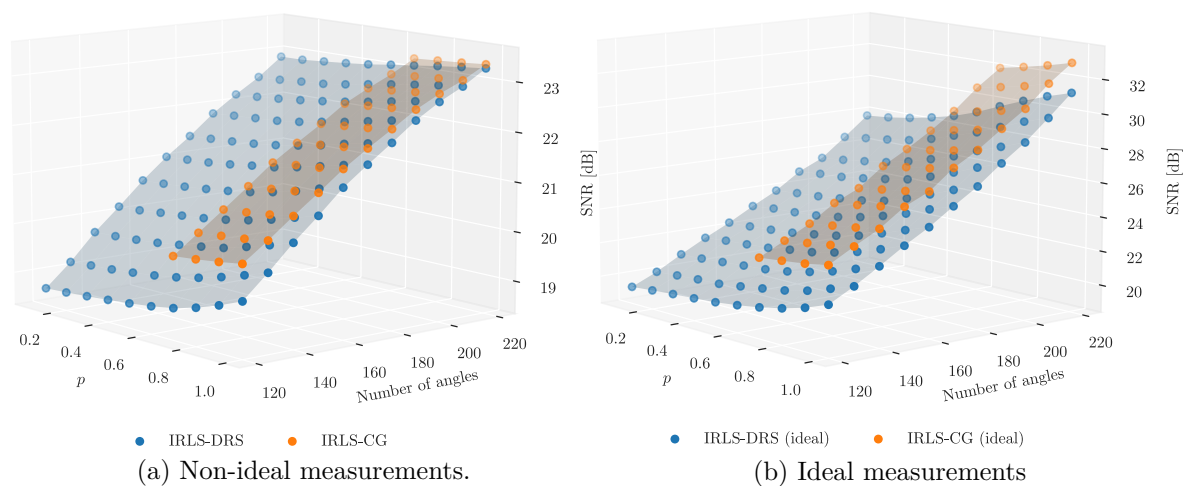 23
22
21
20
19
SNR [dB]
0.2
0.4
0.6
0.8
1.0
p
120
140
160
180
200
220
Number of angles
IRLS-DRS
IRLS-CG
(a) Non-ideal measurements.
32
30
28
26
24
22
20
SNR [dB]
0.2
0.4
0.6
0.8
1.0
p
120
140
160
180
200
220
Number of angles
IRLS-DRS (ideal)
IRLS-CG (ideal)
(b) Ideal measurements